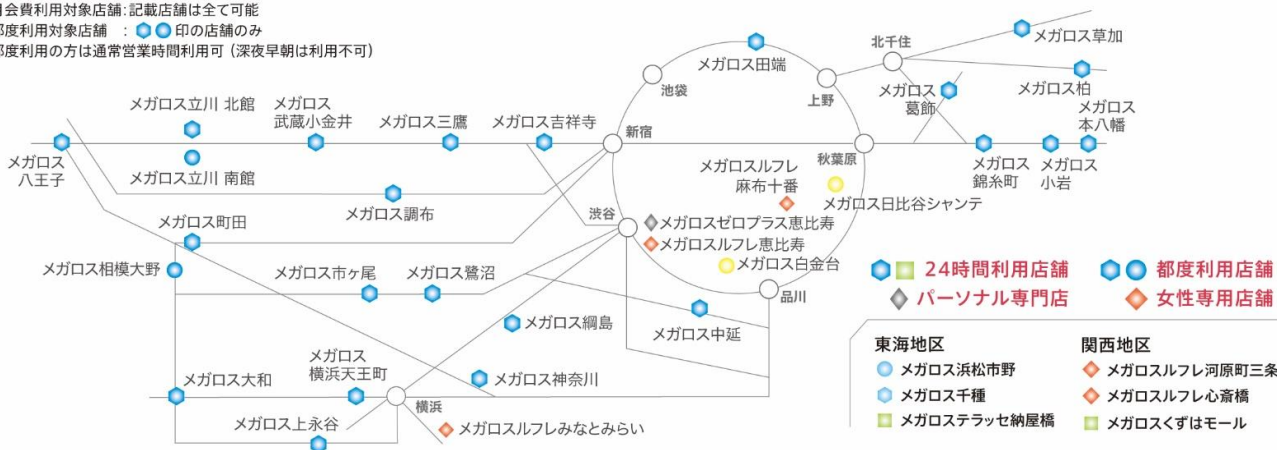 月会費利用対象店舗:記載店舗は全て可能
都度利用対象店舗 : 印の店舗のみ
都度利用の方は通常営業時間利用可 (深夜早朝は利用不可)
北千住
メガロス草加
メガロス田端
メガロス柏
池袋
上野
メガロス
葛飾
メガロス
本八幡
メガロス立川 北館
メガロス
武蔵小金井
メガロス三鷹
メガロス吉祥寺
新宿
秋葉原
メガロス
八王子
メガロス立川 南館
メガロス調布
メガロスルフレ
麻布十番
メガロス日比谷シャンテ
メガロス
錦糸町
メガロス
小岩
渋谷
メガロスゼロプラス恵比寿
メガロスルフレ恵比寿
メガロス白金台
メガロス町田
メガロス相模大野
メガロス市ヶ尾
メガロス鷺沼
品川
メガロス綱島
メガロス中延
メガロス大和
メガロス
横浜天王町
メガロス神奈川
横浜
メガロス上永谷
メガロスルフレみなとみらい
24時間利用店舗
都度利用店舗
パーソナル専門店
女性専用店舗
東海地区
メガロス浜松市野
メガロス千種
メガロステラッセ納屋橋
関西地区
メガロスルフレ河原町三条
メガロスルフレ心斎橋
メガロスくずはモール